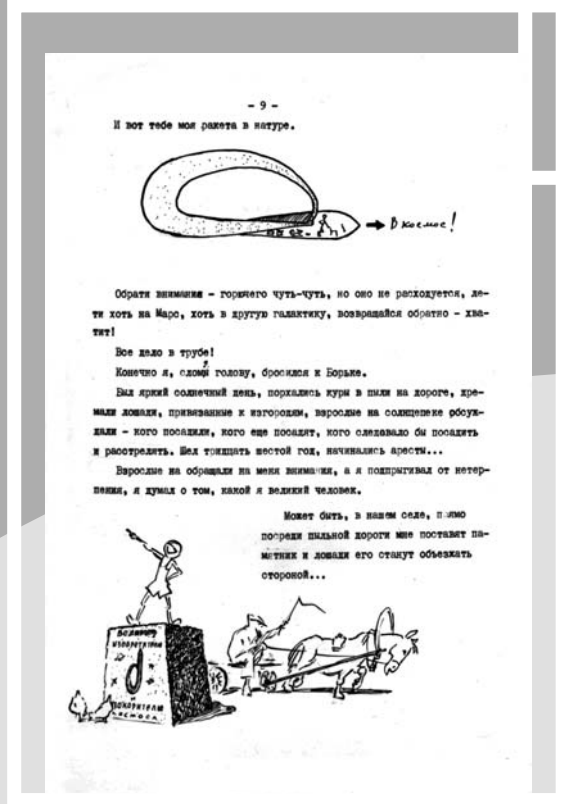 - 9 -
И вот тебе моя ракета в натуре.
В космос!
Обрати внимание - горючего чуть-чуть, но оно не расходуется, ле-
ти хоть на Марс, хоть в другую галактику, возвращайся обратно - хва-
тит!
Все дело в трубе!
Конечно я, сломя голову, бросился к Борьке.
Был яркий солнечный день, порхались куры в пыли на дороге, дре-
мали лошади, привязанные к изгородям, взрослые на солнцепеке обсуж-
дали - кого посадили, кого еще посадят, кого следовало бы посадить
и расстрелять. Шел тридцать шестой год, начинались аресты...
Взрослые на обращали на меня внимания, а я подпрыгивал от нетер-
пения, я думал о том, какой я великий человек.
Может быть, в нашем селе, прямо
посреди пыльной дороги мне поставят па-
мятник и лошади его станут объезжать
стороной...
Великому
изобретателю
и
покорителю
космоса